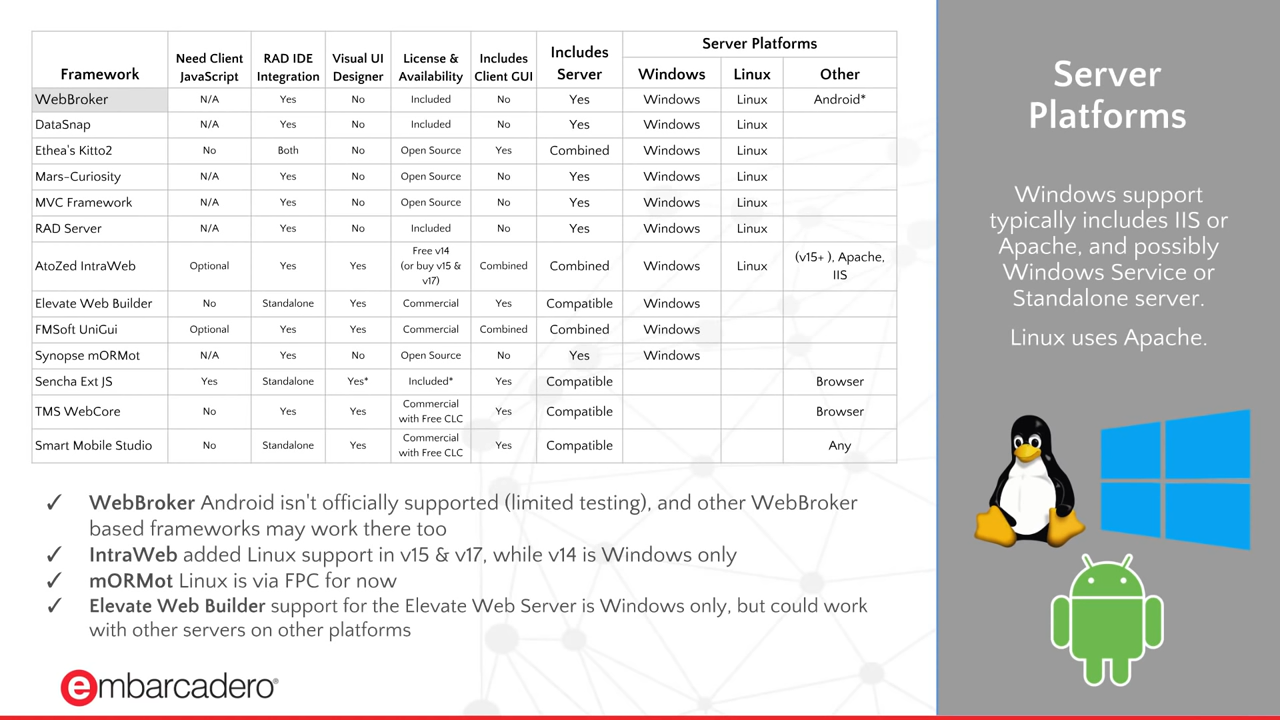 Framework Need Client JavaScript RAD IDE Integration Visual UI Designer License & Availability Includes Client GUI Includes Server Server Platforms
Windows Linux Other
WebBroker N/A Yes No Included No Yes Windows Linux Android*
DataSnap N/A Yes No Included No Yes Windows Linux
Ethea's Kitto2 No Both No Open Source Yes Combined Windows Linux
Mars-Curiosity N/A Yes No Open Source No Yes Windows Linux
MVC Framework N/A Yes No Open Source No Yes Windows Linux
RAD Server N/A Yes No Included No Yes Windows Linux
AtoZed IntraWeb Optional Yes Yes Free v14 (or buy v15 & v17) Combined Combined Windows Linux (v15+ ), Apache, IIS
Elevate Web Builder No Standalone Yes Commercial Yes Compatible Windows
FMSoft UniGui Optional Yes Yes Commercial Combined Combined Windows
Synopse mORMot N/A Yes No Open Source No Yes Windows
Sencha Ext JS Yes Standalone Yes* Included* Yes Compatible Browser
TMS WebCore No Yes Yes Commercial with Free CLC Yes Compatible Browser
Smart Mobile Studio No Standalone Yes Commercial with Free CLC Yes Compatible Any
✓ WebBroker Android isn't officially supported (limited testing), and other WebBroker
based frameworks may work there too
✓ IntraWeb added Linux support in v15 & v17, while v14 is Windows only
✓ mORMot Linux is via FPC for now
✓ Elevate Web Builder support for the Elevate Web Server is Windows only, but could work
with other servers on other platforms
embarcadero®
Server
Platforms
Windows support
typically includes IIS or
Apache, and possibly
Windows Service or
Standalone server.
Linux uses Apache.